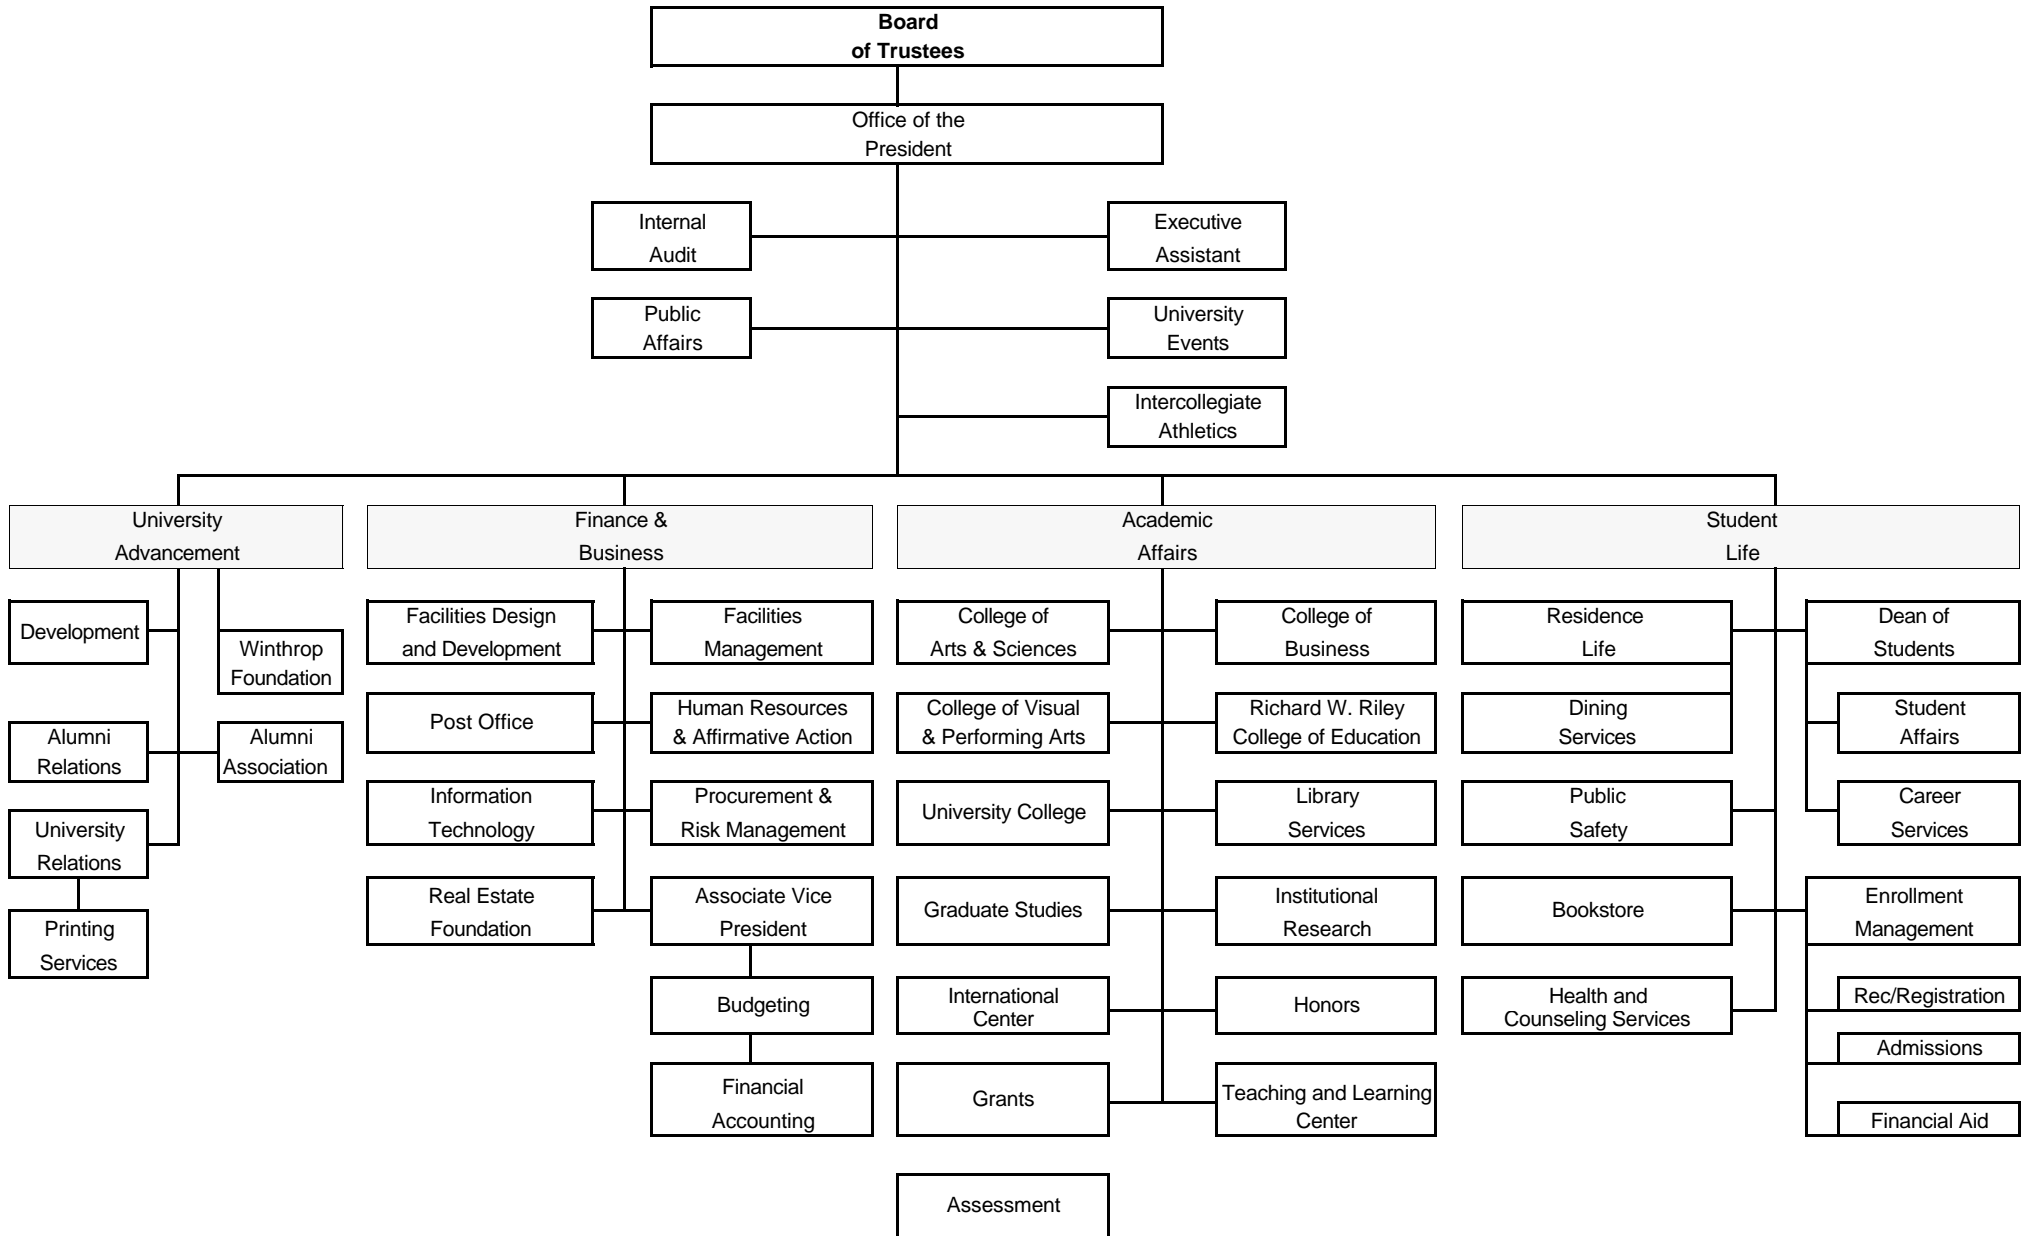 Board
of Trustees
Office of the
President
Internal
Audit
Executive
Assistant
Public
Affairs
University
Events
Intercollegiate
Athletics
University
Advancement
Finance &
Business
Academic
Affairs
Student
Life
Development
Winthrop
Foundation
Alumni
Relations
Alumni
Association
University
Relations
Printing
Services
Facilities Design
and Development
Facilities
Management
Post Office
Human Resources
& Affirmative Action
Information
Technology
Procurement &
Risk Management
Real Estate
Foundation
Associate Vice
President
Budgeting
Financial
Accounting
College of
Arts & Sciences
College of
Business
College of Visual
& Performing Arts
Richard W. Riley
College of Education
University College
Library
Services
Graduate Studies
Institutional
Research
International
Center
Honors
Grants
Teaching and Learning
Center
Assessment
Residence
Life
Dean of
Students
Dining
Services
Student
Affairs
Public
Safety
Career
Services
Bookstore
Enrollment
Management
Health and
Counseling Services
Rec/Registration
Admissions
Financial Aid